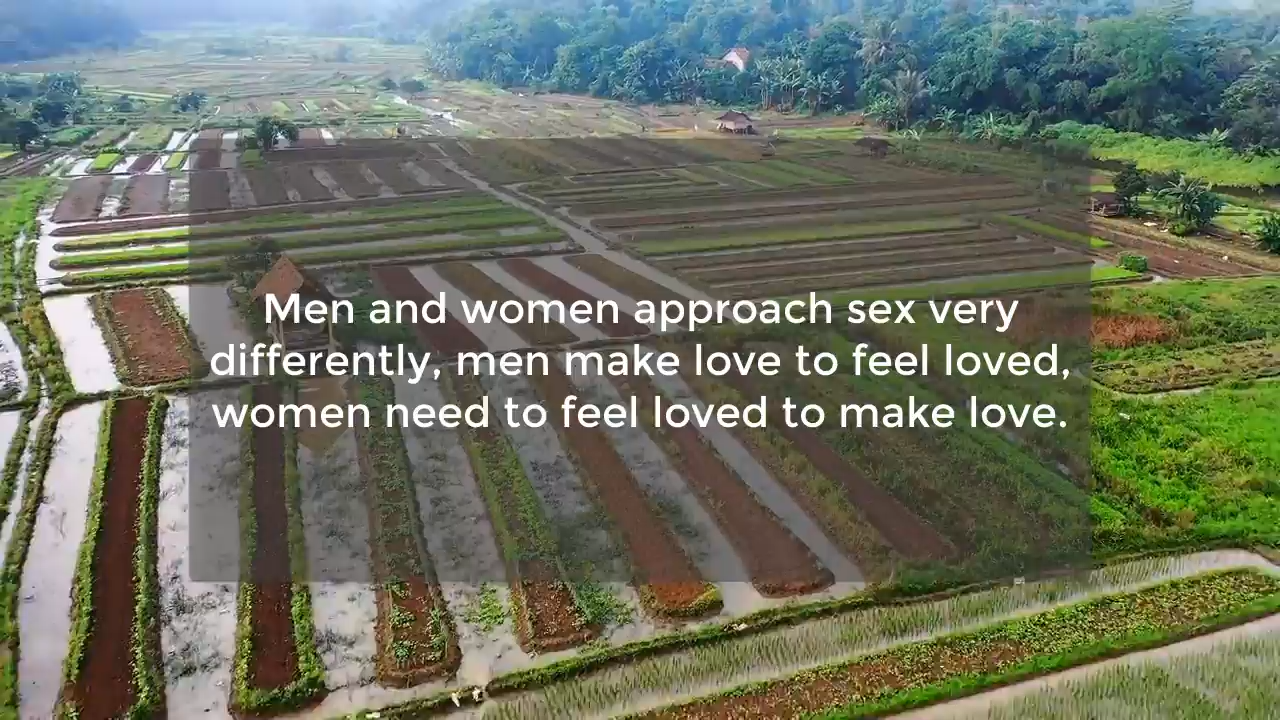 Men and women approach sex very
differently, men make love to feel loved,
women need to feel loved to make love.